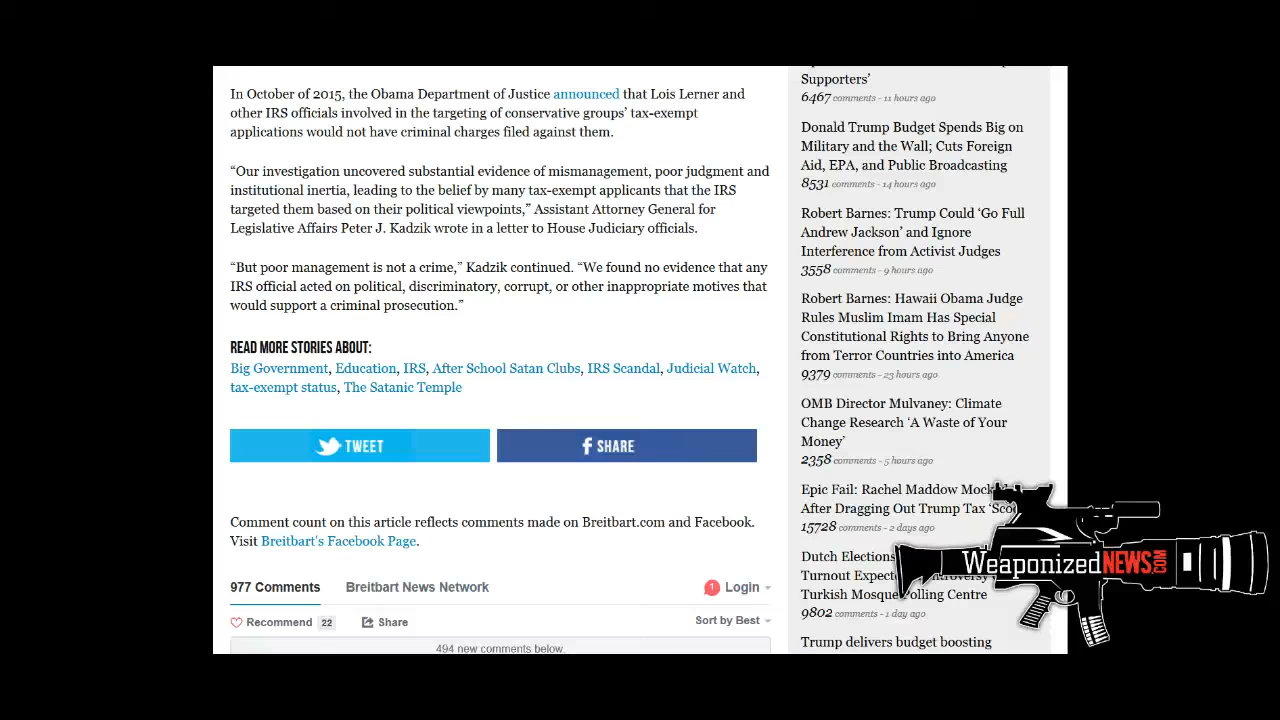 In October of 2015, the Obama Department of Justice announced that Lois Lerner and
other IRS officials involved in the targeting of conservative groups' tax-exempt
applications would not have criminal charges filed against them.
“Our investigation uncovered substantial evidence of mismanagement, poor judgment and
institutional inertia, leading to the belief by many tax-exempt applicants that the IRS
targeted them based on their political viewpoints,” Assistant Attorney General for
Legislative Affairs Peter J. Kadzik wrote in a letter to House Judiciary officials.
“But poor management is not a crime,” Kadzik continued. “We found no evidence that any
IRS official acted on political, discriminatory, corrupt, or other inappropriate motives that
would support a criminal prosecution.”
READ MORE STORIES ABOUT:
Big Government, Education, IRS, After School Satan Clubs, IRS Scandal, Judicial Watch,
tax-exempt status, The Satanic Temple
TWEET
SHARE
Comment count on this article reflects comments made on Breitbart.com and Facebook.
Visit Breitbart's Facebook Page.
977 Comments Breitbart News Network 1 Login
Recommend 22 Share Sort by Best
494 new comments below.
Supporters’
6467 comments - 11 hours ago
Donald Trump Budget Spends Big on
Military and the Wall; Cuts Foreign
Aid, EPA, and Public Broadcasting
8531 comments - 14 hours ago
Robert Barnes: Trump Could ‘Go Full
Andrew Jackson’ and Ignore
Interference from Activist Judges
3558 comments - 9 hours ago
Robert Barnes: Hawaii Obama Judge
Rules Muslim Imam Has Special
Constitutional Rights to Bring Anyone
from Terror Countries into America
9379 comments - 23 hours ago
OMB Director Mulvaney: Climate
Change Research ‘A Waste of Your
Money’
2358 comments - 5 hours ago
Epic Fail: Rachel Maddow
After Dragging Out Trump Tax
15728 comments - 2 days ago
Dutch Elections
Turnout
Turkish Mosque Polling Centre
9802 comments - 1 day ago
Trump delivers budget boosting
WeaponizedNEWS.COM